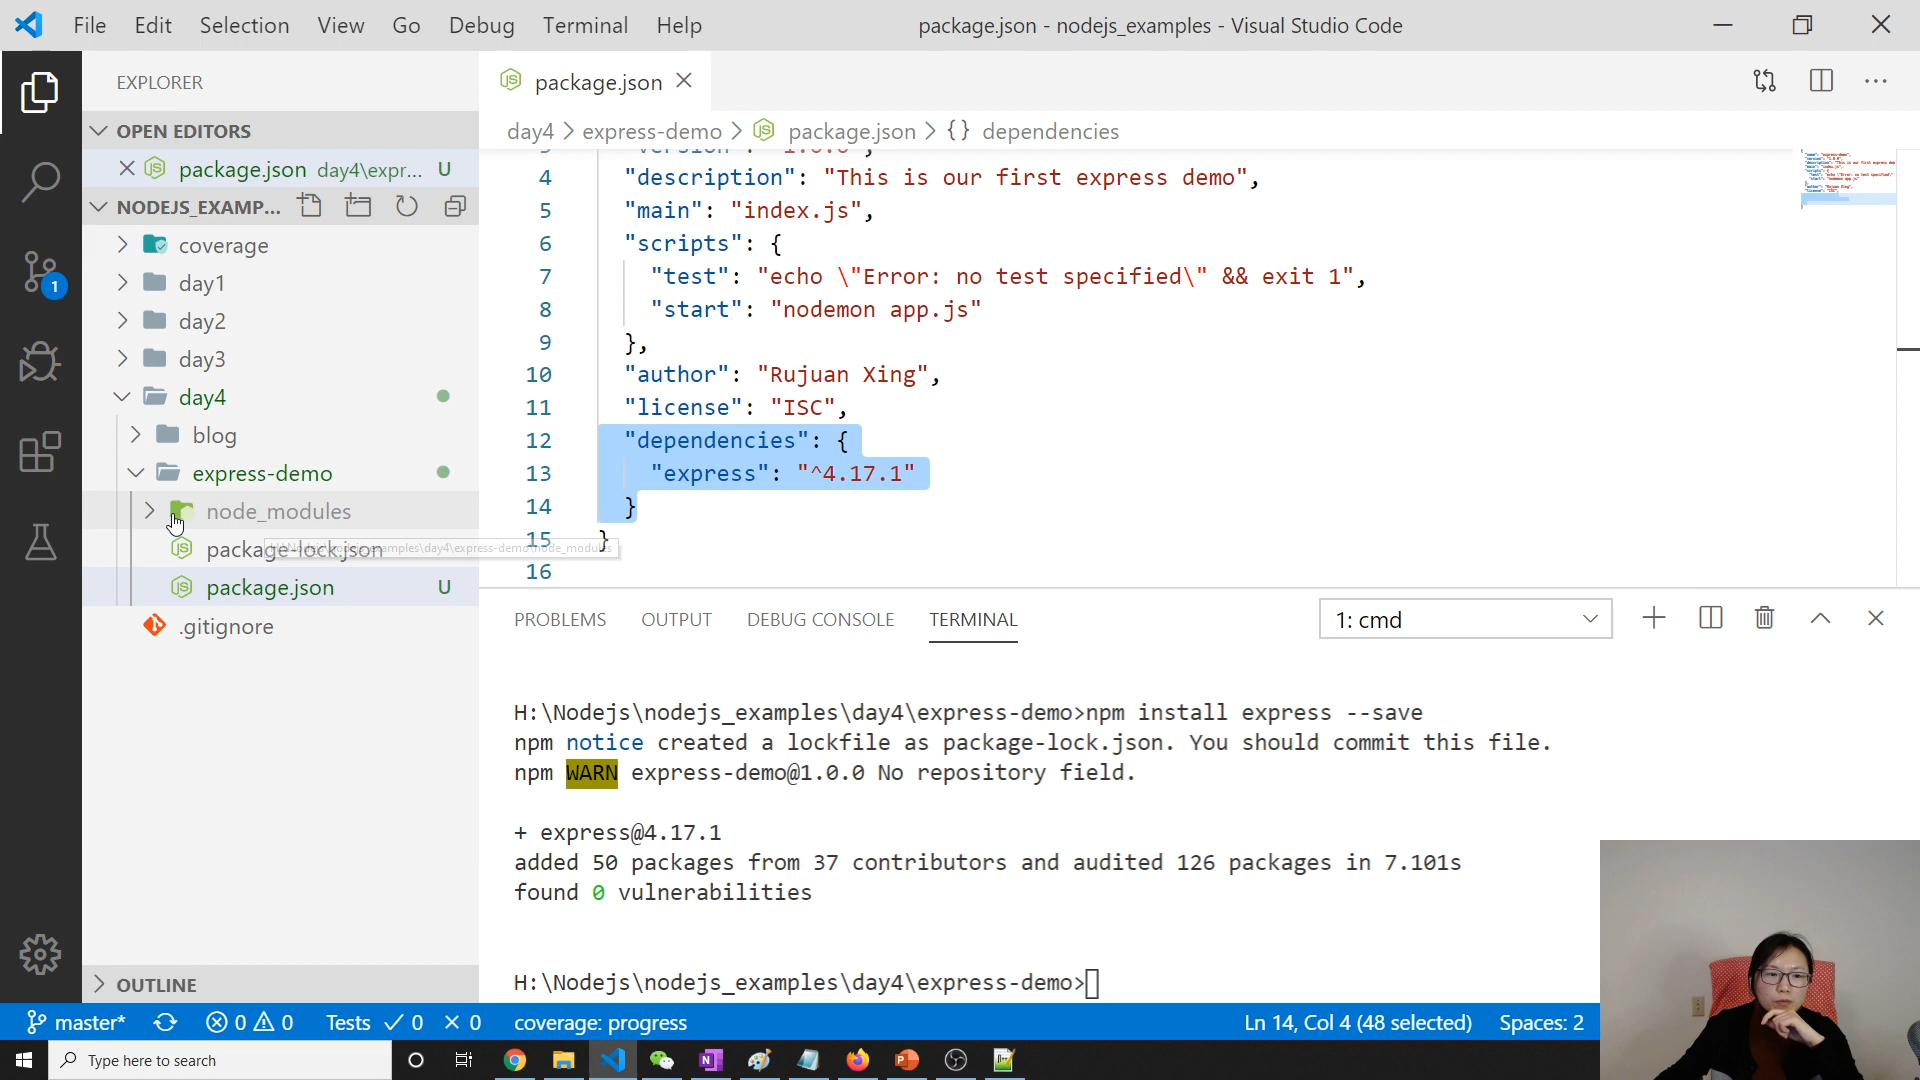 File Edit Selection View Go Debug Terminal Help
package.json - nodejs_examples - Visual Studio Code
EXPLORER
OPEN EDITORS
package.json day4\expr... U
NODEJS_EXAMP...
coverage
day1
day2
day3
day4
blog
express-demo
node_modules
package-lock.json
package.json U
.gitignore
OUTLINE
package.json
day4 > express-demo > package.json > {} dependencies
4 "description": "This is our first express demo",
5 "main": "index.js",
6 "scripts": {
7 "test": "echo \"Error: no test specified\" && exit 1",
8 "start": "nodemon app.js"
9 },
10 "author": "Rujuan Xing",
11 "license": "ISC",
12 "dependencies": {
13 "express": "^4.17.1"
14 }
15 }
16
PROBLEMS OUTPUT DEBUG CONSOLE TERMINAL
1: cmd
H:\Nodejs\nodejs_examples\day4\express-demo>npm install express --save
npm notice created a lockfile as package-lock.json. You should commit this file.
npm WARN express-demo@1.0.0 No repository field.
+ express@4.17.1
added 50 packages from 37 contributors and audited 126 packages in 7.101s
found 0 vulnerabilities
H:\Nodejs\nodejs_examples\day4\express-demo>
1
master* 0 0 Tests 0 0 coverage: progress
Ln 14, Col 4 (48 selected) Spaces: 2
Type here to search